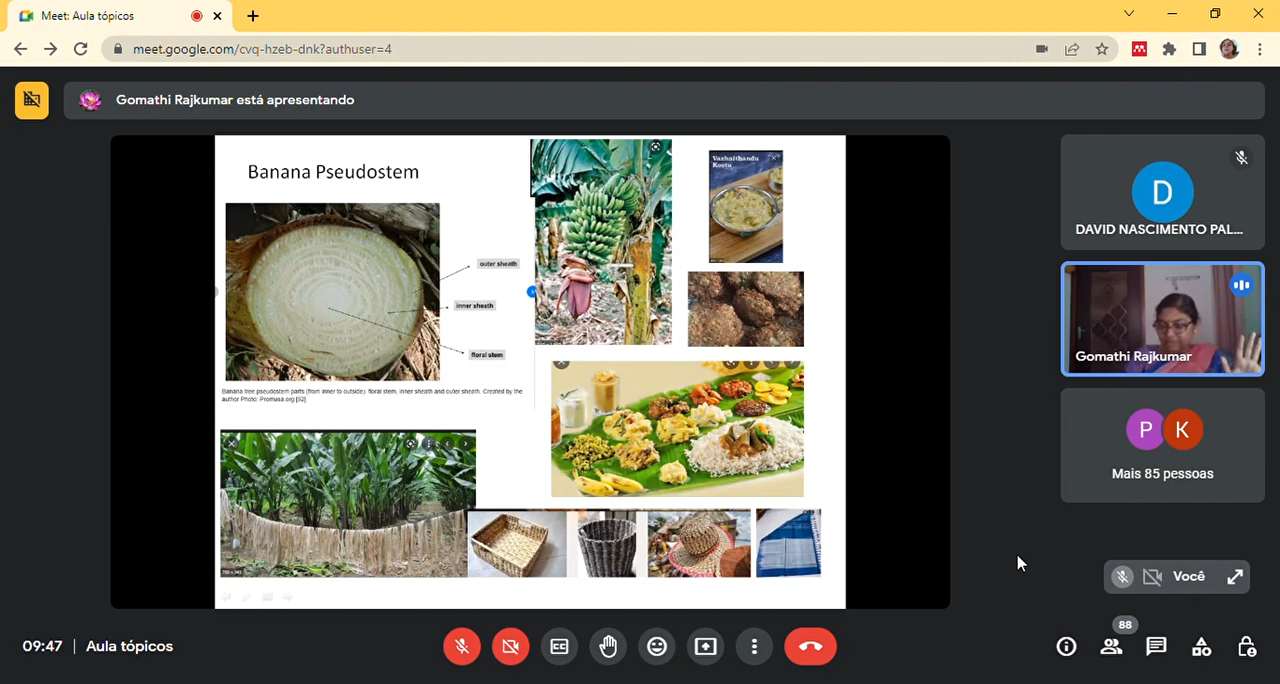 Meet: Aula tópicos
meet.google.com/cvq-hzeb-dnk?authuser=4
Gomathi Rajkumar está apresentando
Banana Pseudostem
outer sheath
inner sheath
floral stem
Banana tree pseudostem parts (from inner to outside): floral stem, inner sheath and outer sheath. Created by the
author Photo: Promusa.org [52]
Vazhaithandu
Kootu
D
DAVID NASCIMENTO PAL...
Gomathi Rajkumar
P K
Mais 85 pessoas
Você
88
09:47 | Aula tópicos